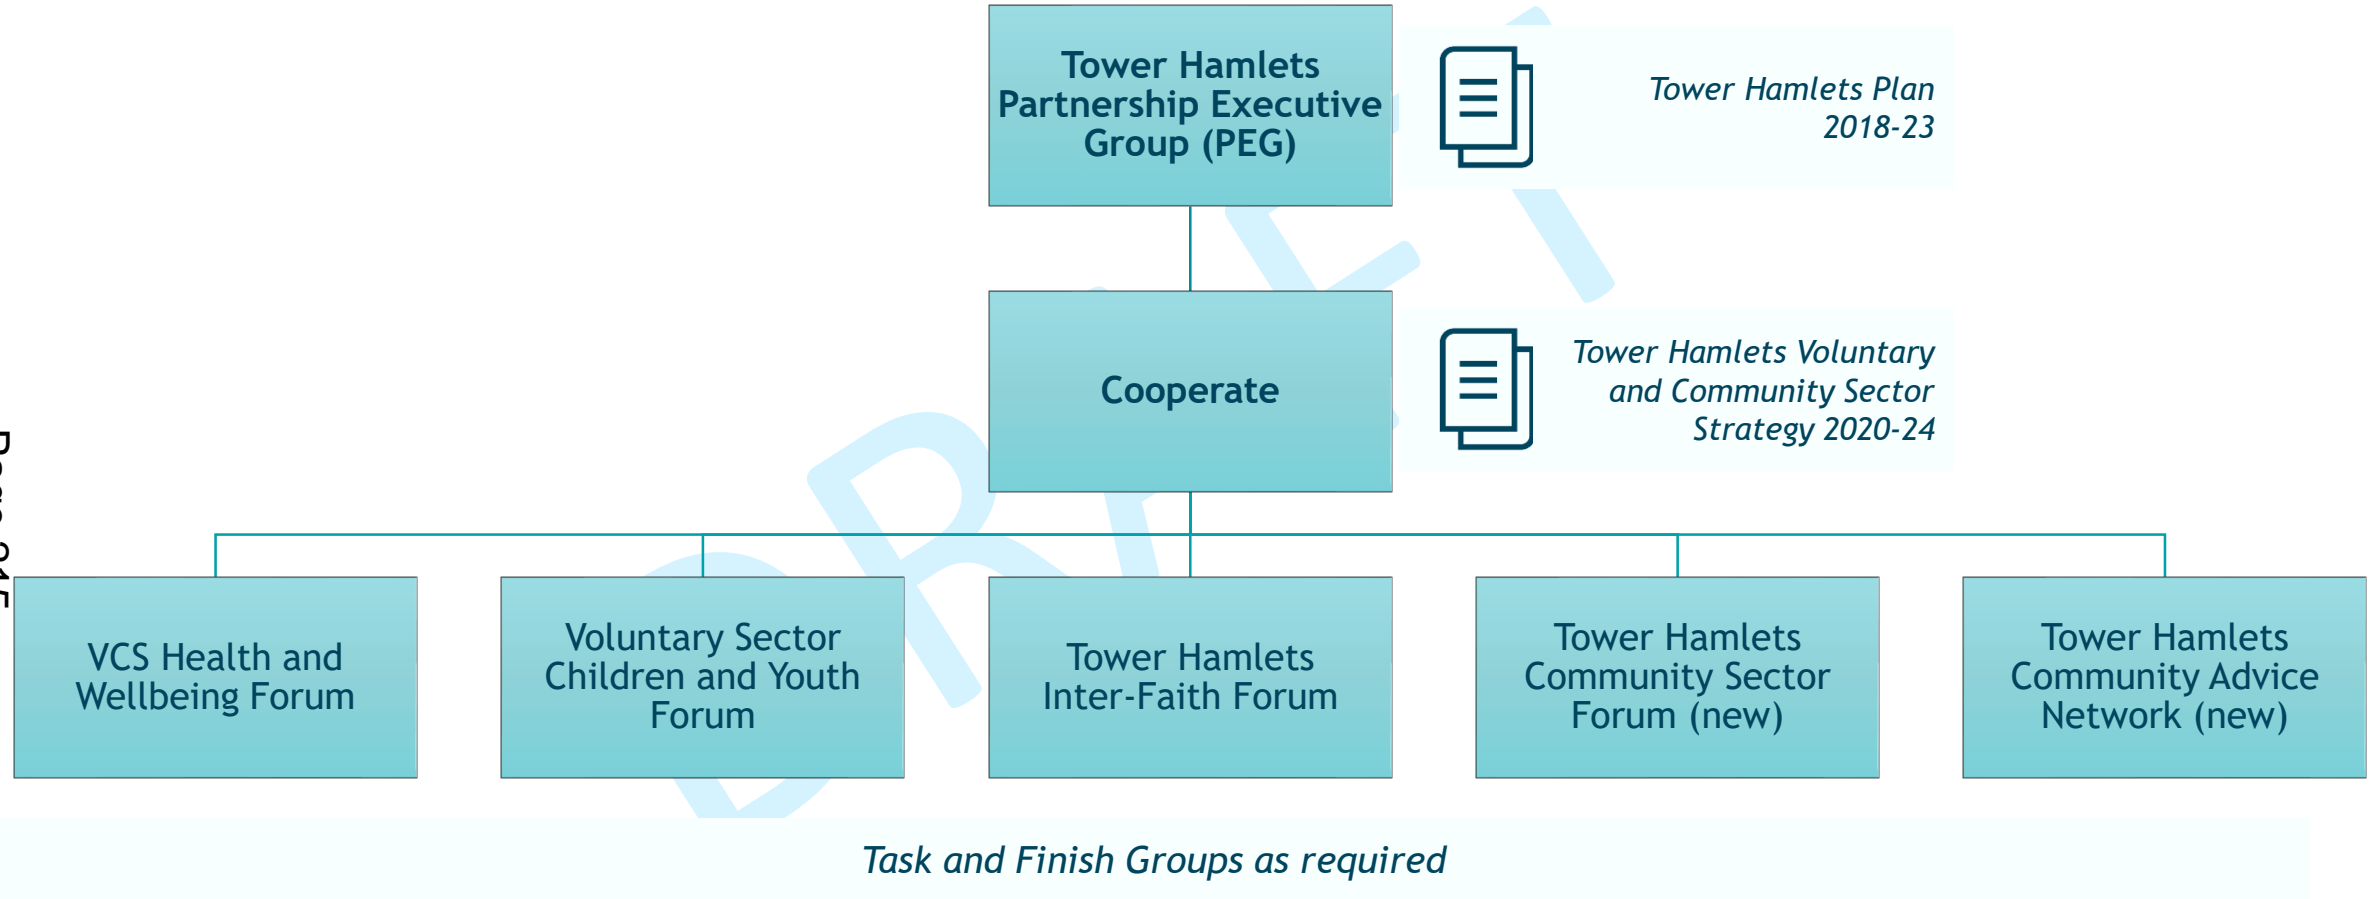 Tower Hamlets
Partnership Executive
Group (PEG)
Tower Hamlets Plan
2018-23
Cooperate
Tower Hamlets Voluntary
and Community Sector
Strategy 2020-24
VCS Health and
Wellbeing Forum
Voluntary Sector
Children and Youth
Forum
Tower Hamlets
Inter-Faith Forum
Tower Hamlets
Community Sector
Forum (new)
Tower Hamlets
Community Advice
Network (new)
Task and Finish Groups as required
DRAFT